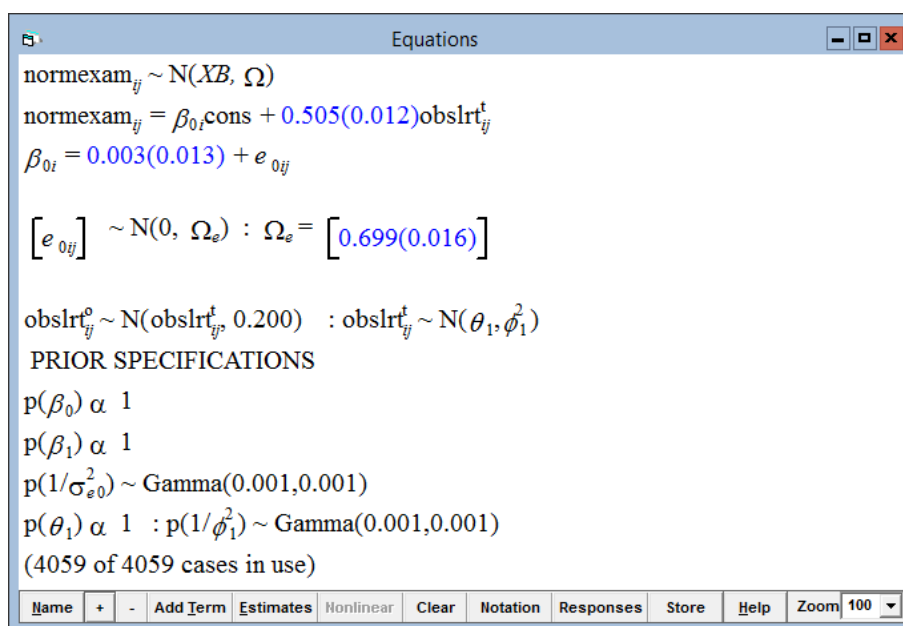 Equations
normexam_ij ~ N(XB, Ω)
normexam_ij = β_0i cons + 0.505(0.012)obslrt^t_ij
β_0i = 0.003(0.013) + e_0ij
[e_0ij] ~ N(0, Ω_e) : Ω_e = [0.699(0.016)]
obslrt^o_ij ~ N(obslrt^t_ij, 0.200) : obslrt^t_ij ~ N(θ_1, ϕ^2_1)
PRIOR SPECIFICATIONS
p(β_0) α 1
p(β_1) α 1
p(1/σ^2_e0) ~ Gamma(0.001,0.001)
p(θ_1) α 1 : p(1/ϕ^2_1) ~ Gamma(0.001,0.001)
(4059 of 4059 cases in use)
Name + - Add Term Estimates Nonlinear Clear Notation Responses Store Help Zoom 100